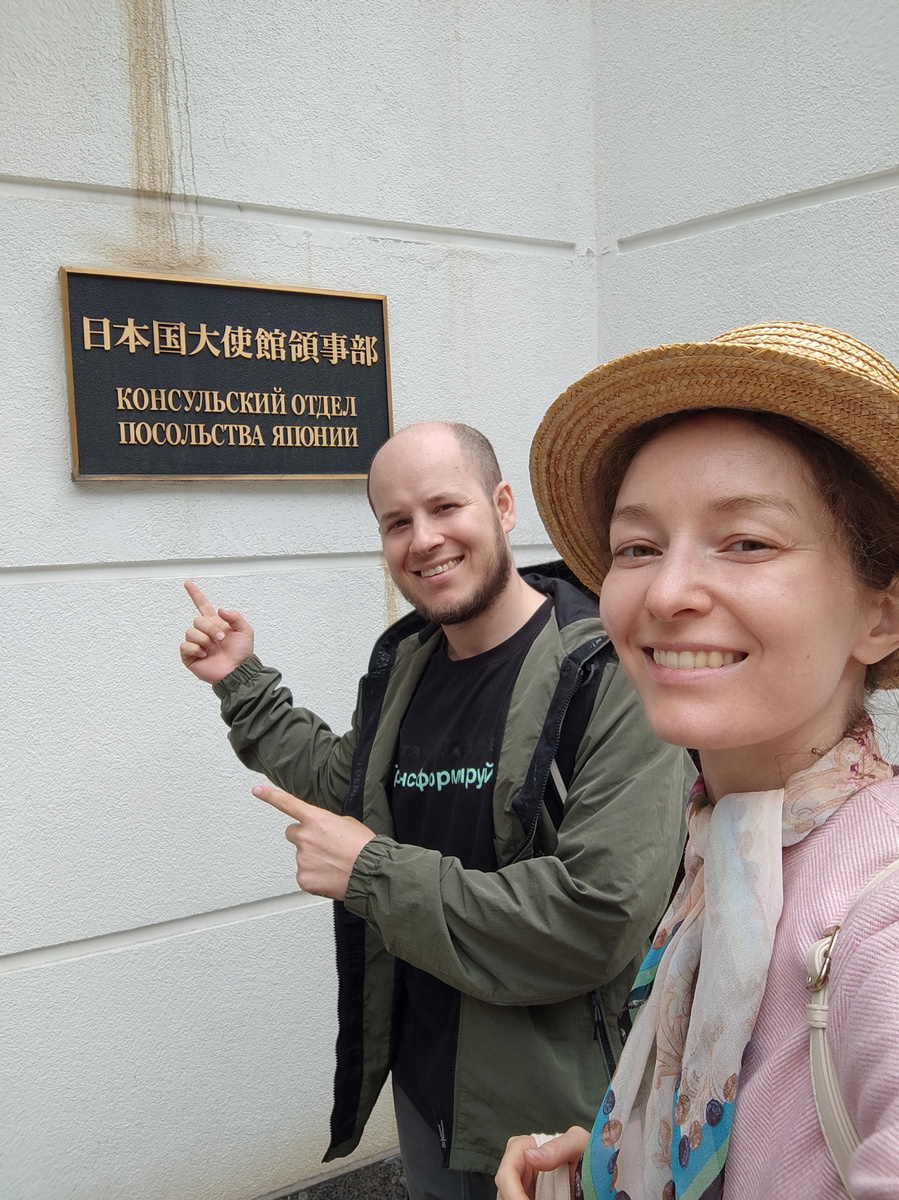 日本国大使館領事部
КОНСУЛЬСКИЙ ОТДЕЛ
ПОСОЛЬСТВА ЯПОНИИ